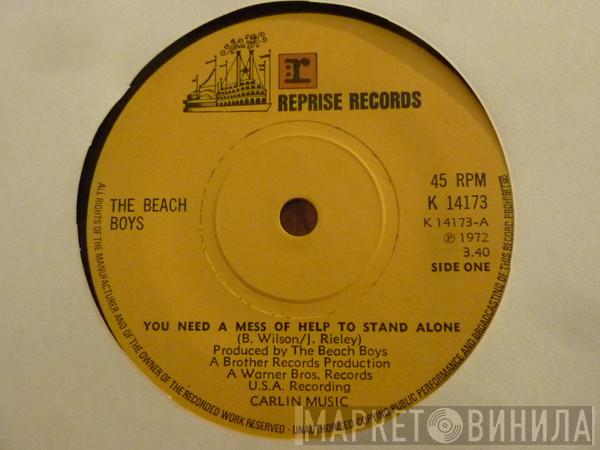 r
REPRISE RECORDS
THE BEACH
BOYS
45 RPM
K 14173
K 14173-A
℗ 1972
3.40
SIDE ONE
YOU NEED A MESS OF HELP TO STAND ALONE
(B. Wilson/J. Rieley)
Produced by The Beach Boys
A Brother Records Production
A Warner Bros. Records
U.S.A. Recording
CARLIN MUSIC
ALL RIGHTS OF THE MANUFACTURER AND OF THE OWNER OF THE RECORDED WORK RESERVED - UNAUTHORISED COPYING PUBLIC PERFORMANCE AND BROADCASTING OF THIS RECORD PROHIBITED
МАРКЕТ ВИНИЛА